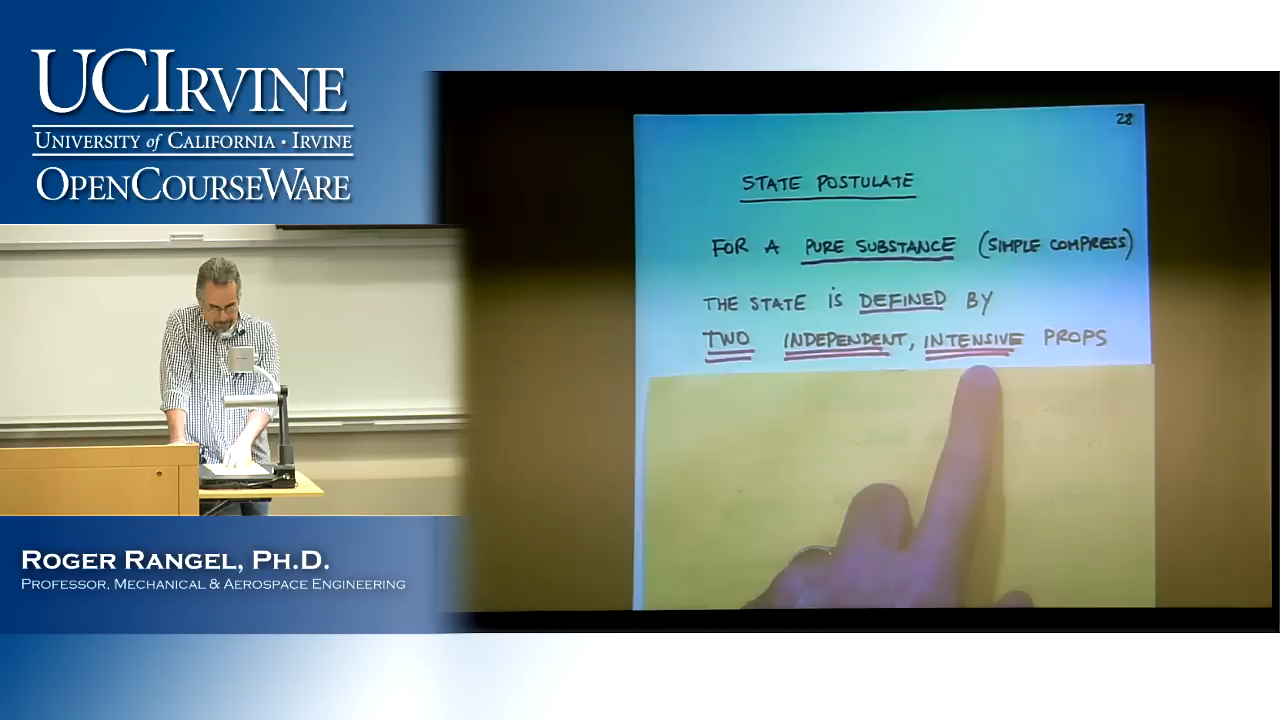 UCIRVINE
UNIVERSITY of CALIFORNIA · IRVINE
OPENCOURSEWARE
ROGER RANGEL, PH.D.
PROFESSOR, MECHANICAL & AEROSPACE ENGINEERING
28
STATE POSTULATE
FOR A PURE SUBSTANCE (SIMPLE COMPRESS)
THE STATE IS DEFINED BY
TWO INDEPENDENT, INTENSIVE PROPS